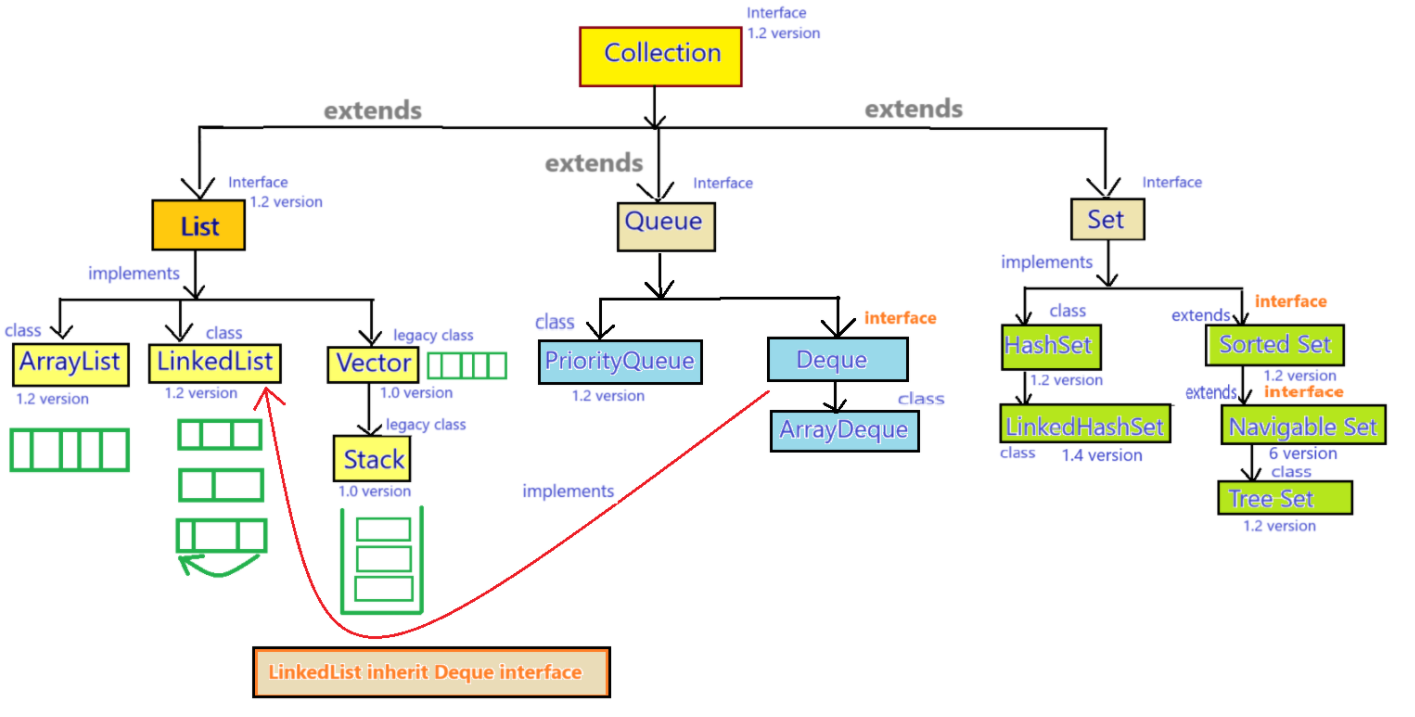 Interface
1.2 version
Collection
extends
extends
extends
Interface
1.2 version
List
Interface
Queue
Interface
Set
implements
implements
class
ArrayList
1.2 version
class
LinkedList
1.2 version
legacy class
Vector
1.0 version
legacy class
Stack
1.0 version
class
PriorityQueue
1.2 version
interface
Deque
class
ArrayDeque
implements
class
HashSet
1.2 version
LinkedHashSet
class
1.4 version
extends
interface
Sorted Set
1.2 version
extends
interface
Navigable Set
6 version
class
Tree Set
1.2 version
LinkedList inherit Deque interface